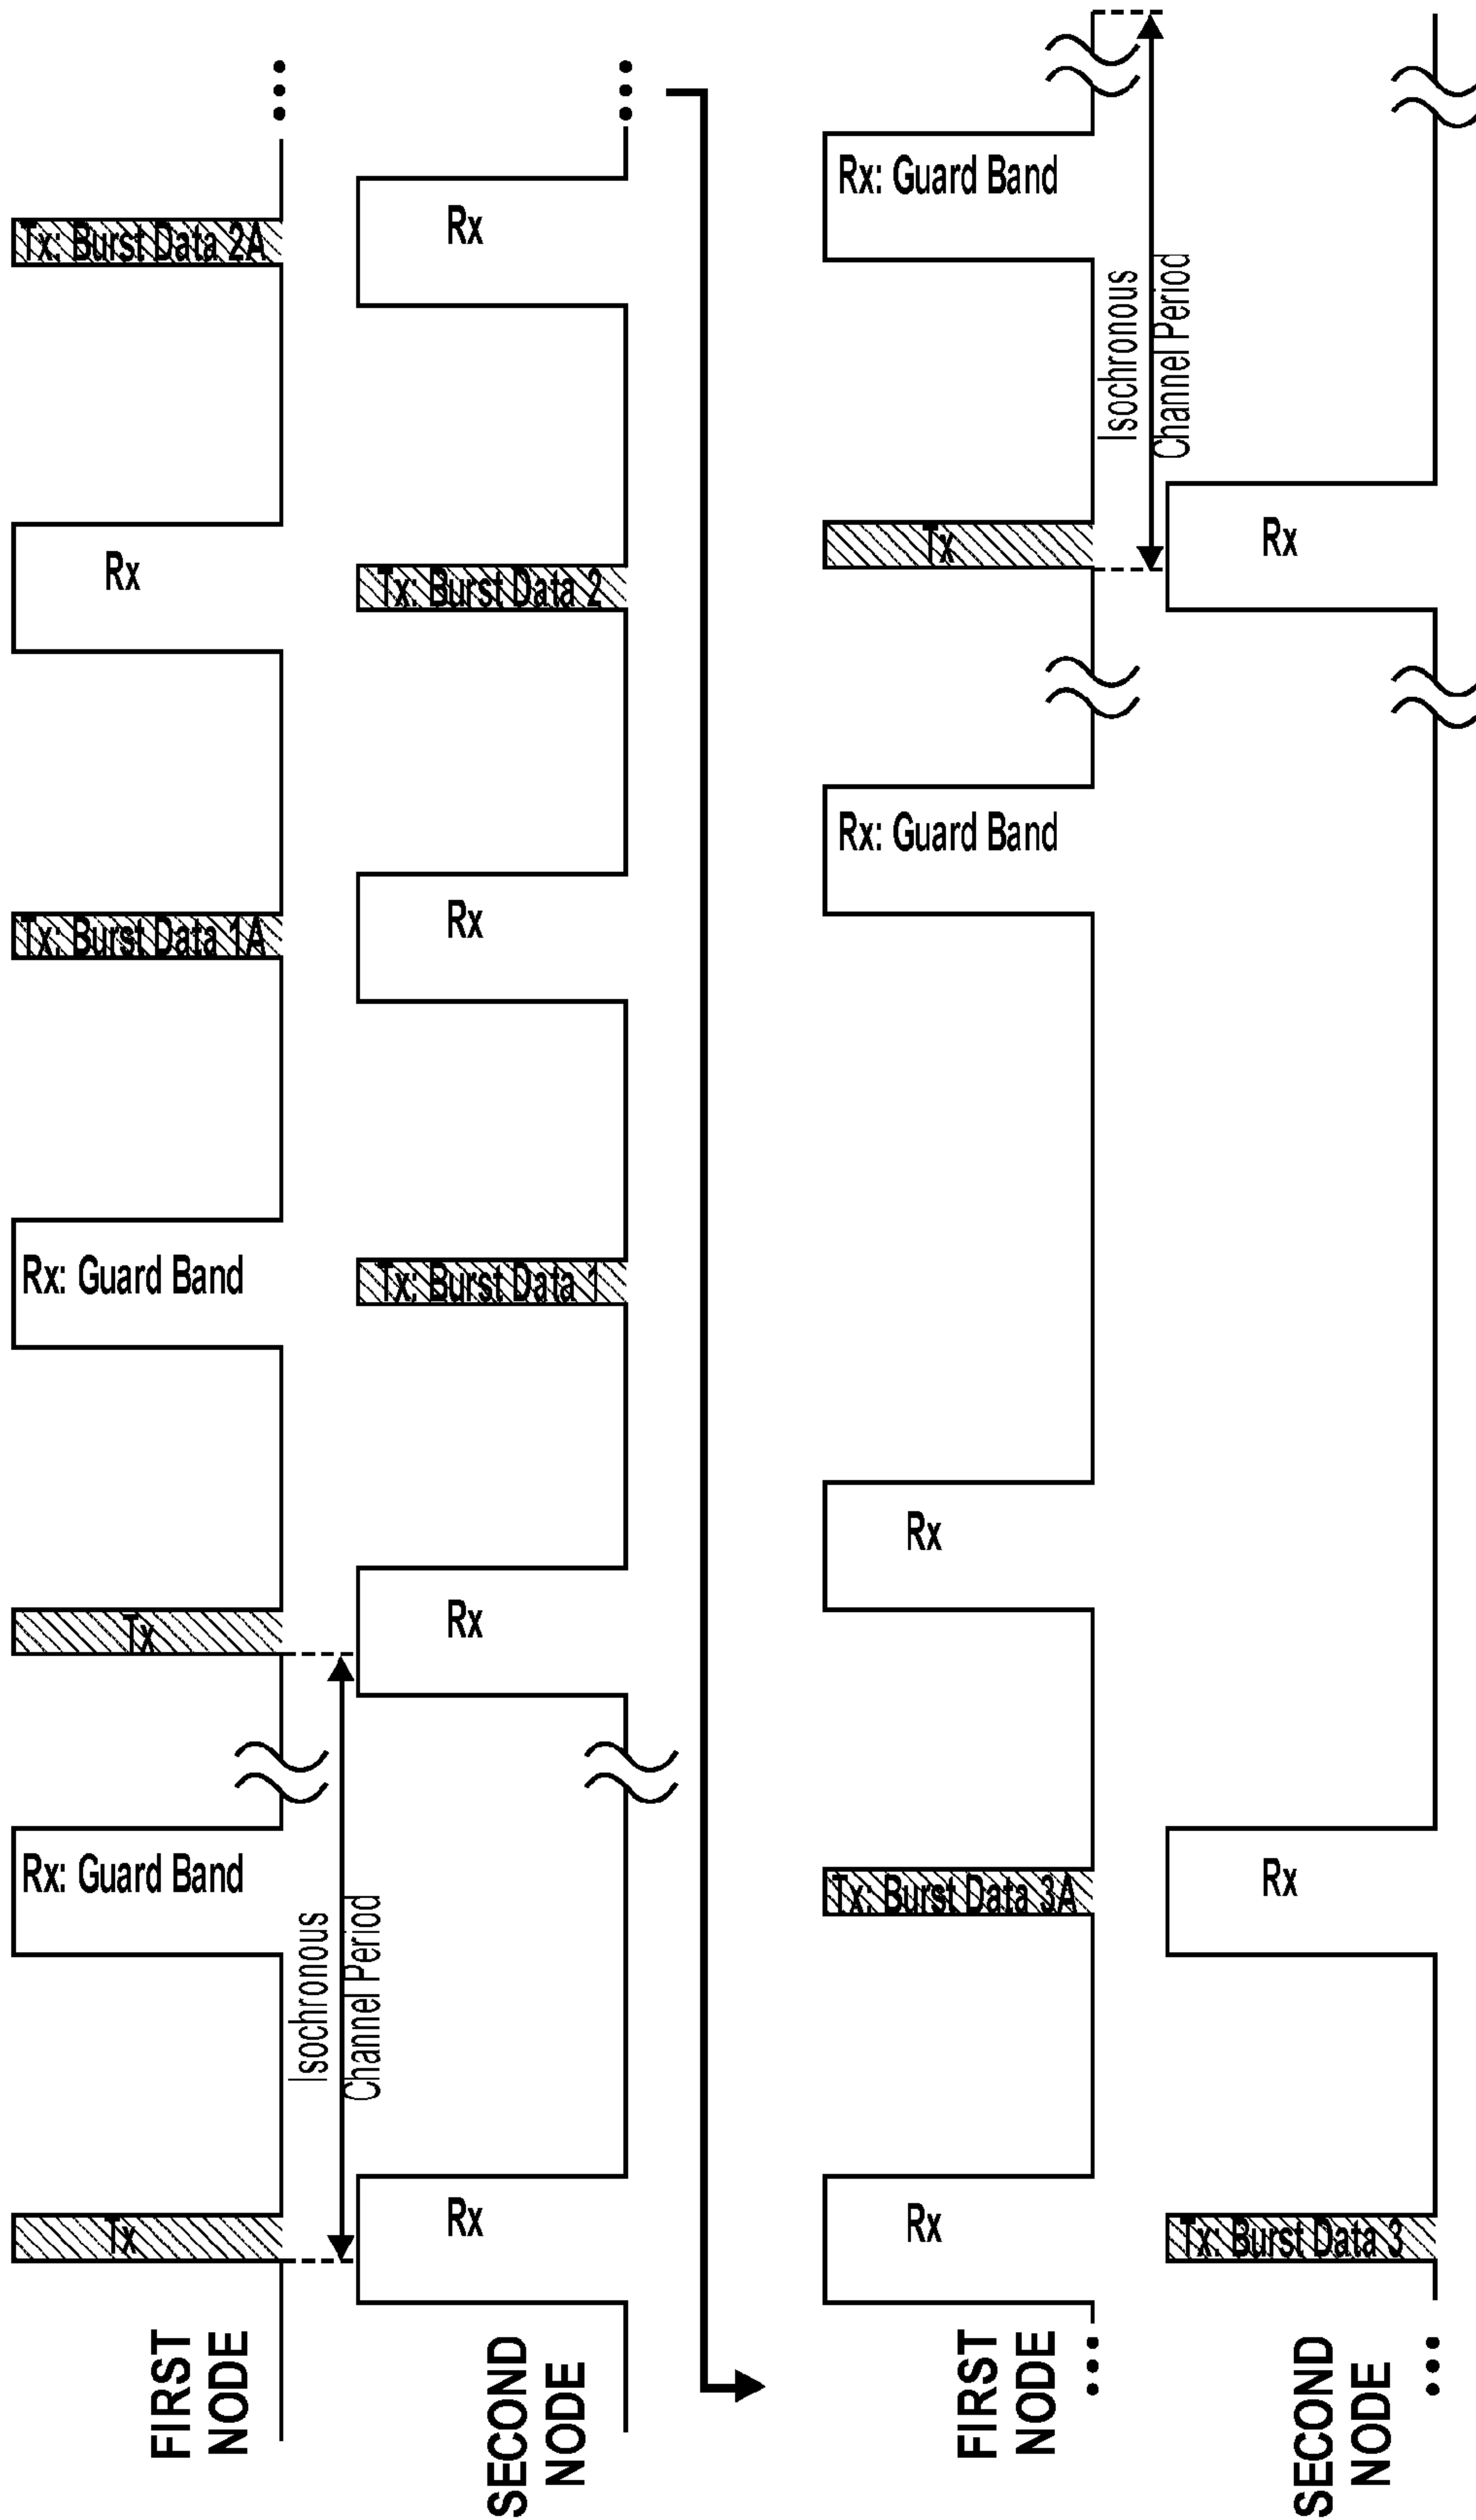 FIRST
NODE
Tx
Rx: Guard Band
Tx
Rx: Guard Band
Tx: Burst Data 1A
Rx
Tx: Burst Data 2A
Isochronous
Channel Period
SECOND
NODE
Rx
Rx
Tx: Burst Data 1
Rx
Tx: Burst Data 2
Rx
FIRST
NODE
Rx
Tx: Burst Data 3A
Rx
Rx: Guard Band
Tx
Rx: Guard Band
Isochronous
Channel Period
SECOND
NODE
Tx: Burst Data 3
Rx
Rx